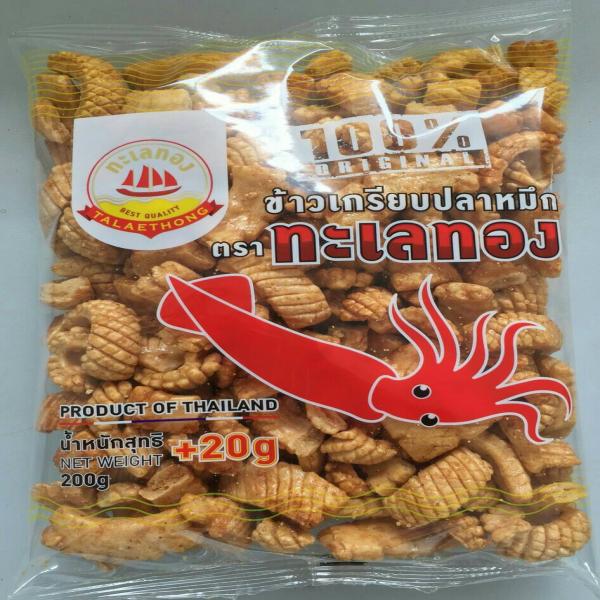 ทะเลทอง
BEST QUALITY
TALAETHONG
100%
ORIGINAL
ข้าวเกรียบปลาหมึก
ตรา ทะเลทอง
PRODUCT OF THAILAND
น้ำหนักสุทธิ
NET WEIGHT
200g
+20g